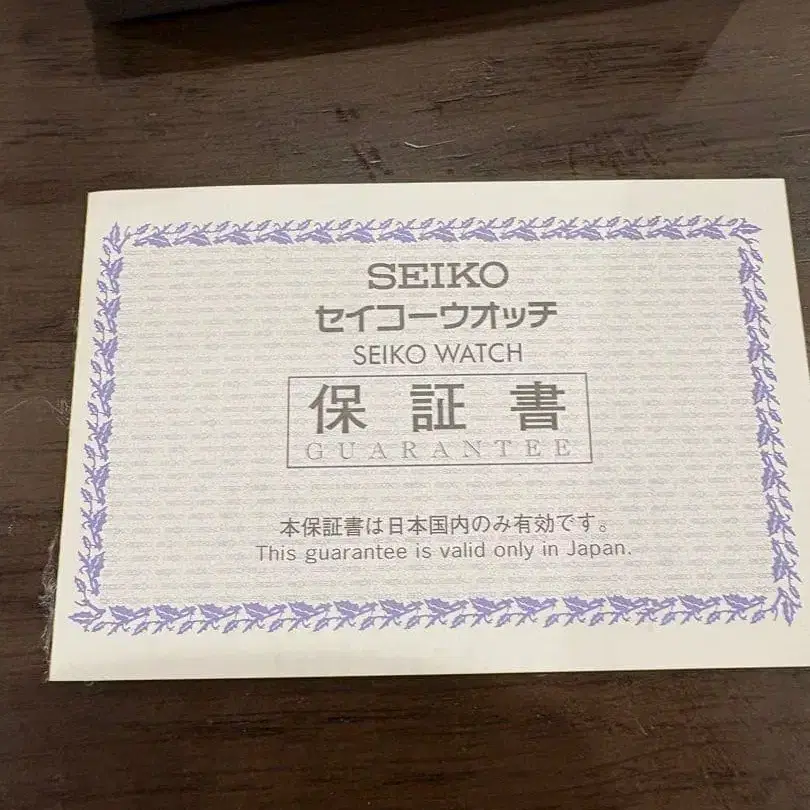 SEIKO
セイコーウオッチ
SEIKO WATCH
保証書
GUARANTEE
本保証書は日本国内のみ有効です。
This guarantee is valid only in Japan.